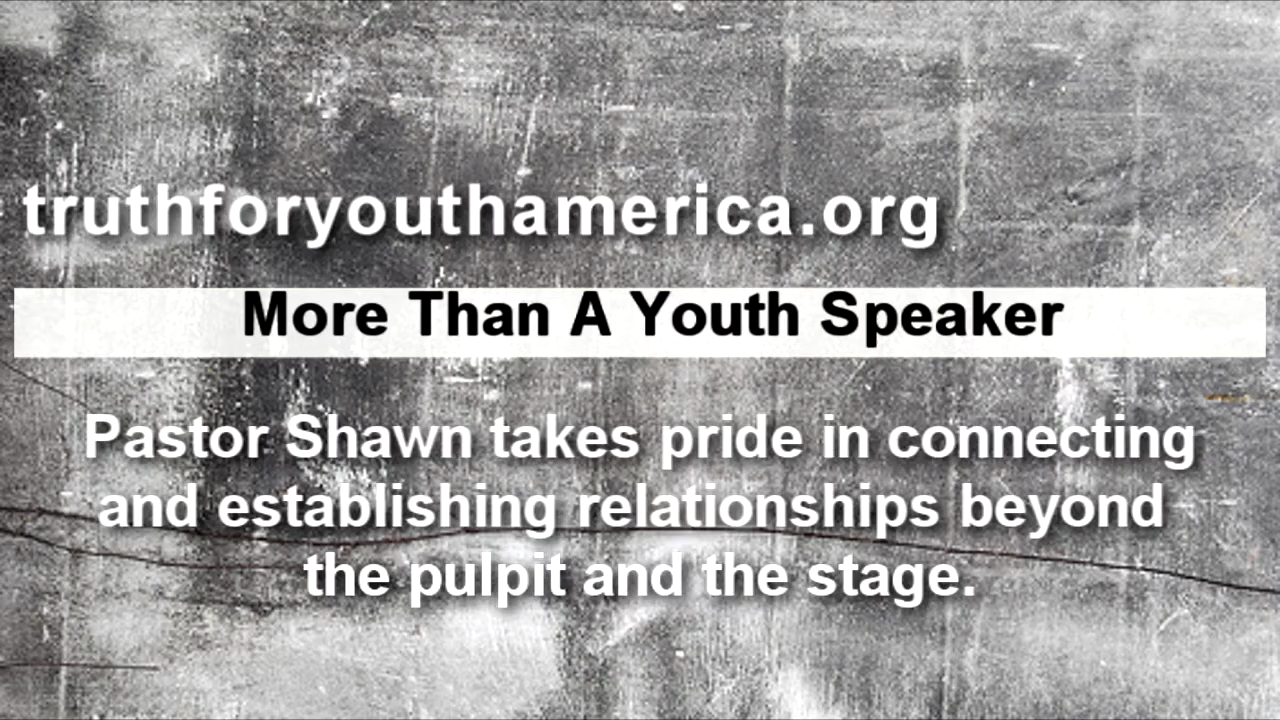 truthforyouthamerica.org
More Than A Youth Speaker
Pastor Shawn takes pride in connecting
and establishing relationships beyond
the pulpit and the stage.